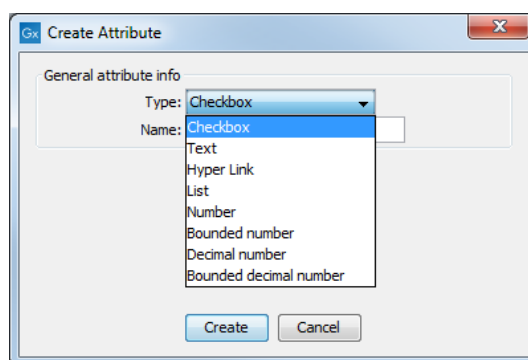 Gx Create Attribute
General attribute info
Type: Checkbox
Name: Checkbox
Text
Hyper Link
List
Number
Bounded number
Decimal number
Bounded decimal number
Create Cancel